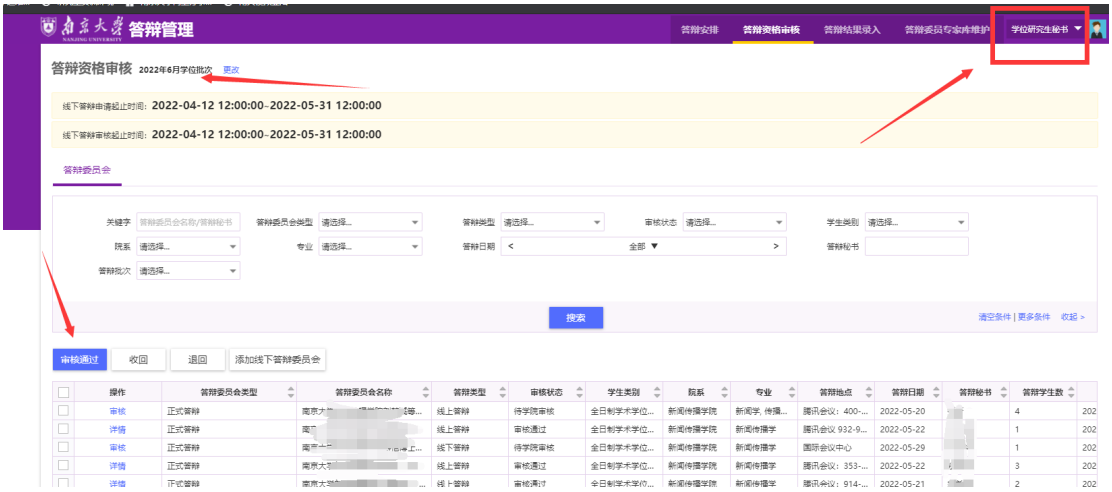 南京大学 答辩管理
NANJING UNIVERSITY
答辩安排 答辩资格审核 答辩结果录入 答辩委员专家库维护 学位研究生秘书 ▼
答辩资格审核 2022年6月学位批次 更改
线下答辩申请起止时间: 2022-04-12 12:00:00~2022-05-31 12:00:00
线下答辩审核起止时间: 2022-04-12 12:00:00~2022-05-31 12:00:00
答辩委员会
关键字 答辩委员会名称/答辩秘书 答辩委员会类型 请选择... 答辩类型 请选择... 审核状态 请选择... 学生类别 请选择...
院系 请选择... 专业 请选择... 答辩日期 < 全部 ▼ > 答辩秘书
答辩批次 请选择...
搜索 清空条件 | 更多条件 收起 >
审核通过 收回 退回 添加线下答辩委员会
操作 答辩委员会类型 答辩委员会名称 答辩类型 审核状态 学生类别 院系 专业 答辩地点 答辩日期 答辩秘书 答辩学生数
审核 正式答辩 南京大 线上答辩 待学院审核 全日制学术学位... 新闻传播学院 新闻学, 传播... 腾讯会议: 400-... 2022-05-20 4 202
详情 正式答辩 线上答辩 审核通过 全日制学术学位... 新闻传播学院 新闻传播学 腾讯会议 932-9... 2022-05-22 1 202
审核 正式答辩 线下答辩 待学院审核 全日制学术学位... 新闻传播学院 新闻传播学 国际会议中心 2022-05-29 1 202
详情 正式答辩 南京大 线上答辩 审核通过 全日制学术学位... 新闻传播学院 新闻传播学 腾讯会议: 353-... 2022-05-22 3 202
详情 正式答辩 南京大 线上答辩 审核通过 全日制学术学位... 新闻传播学院 新闻传播学 腾讯会议: 914-... 2022-05-21 2 202